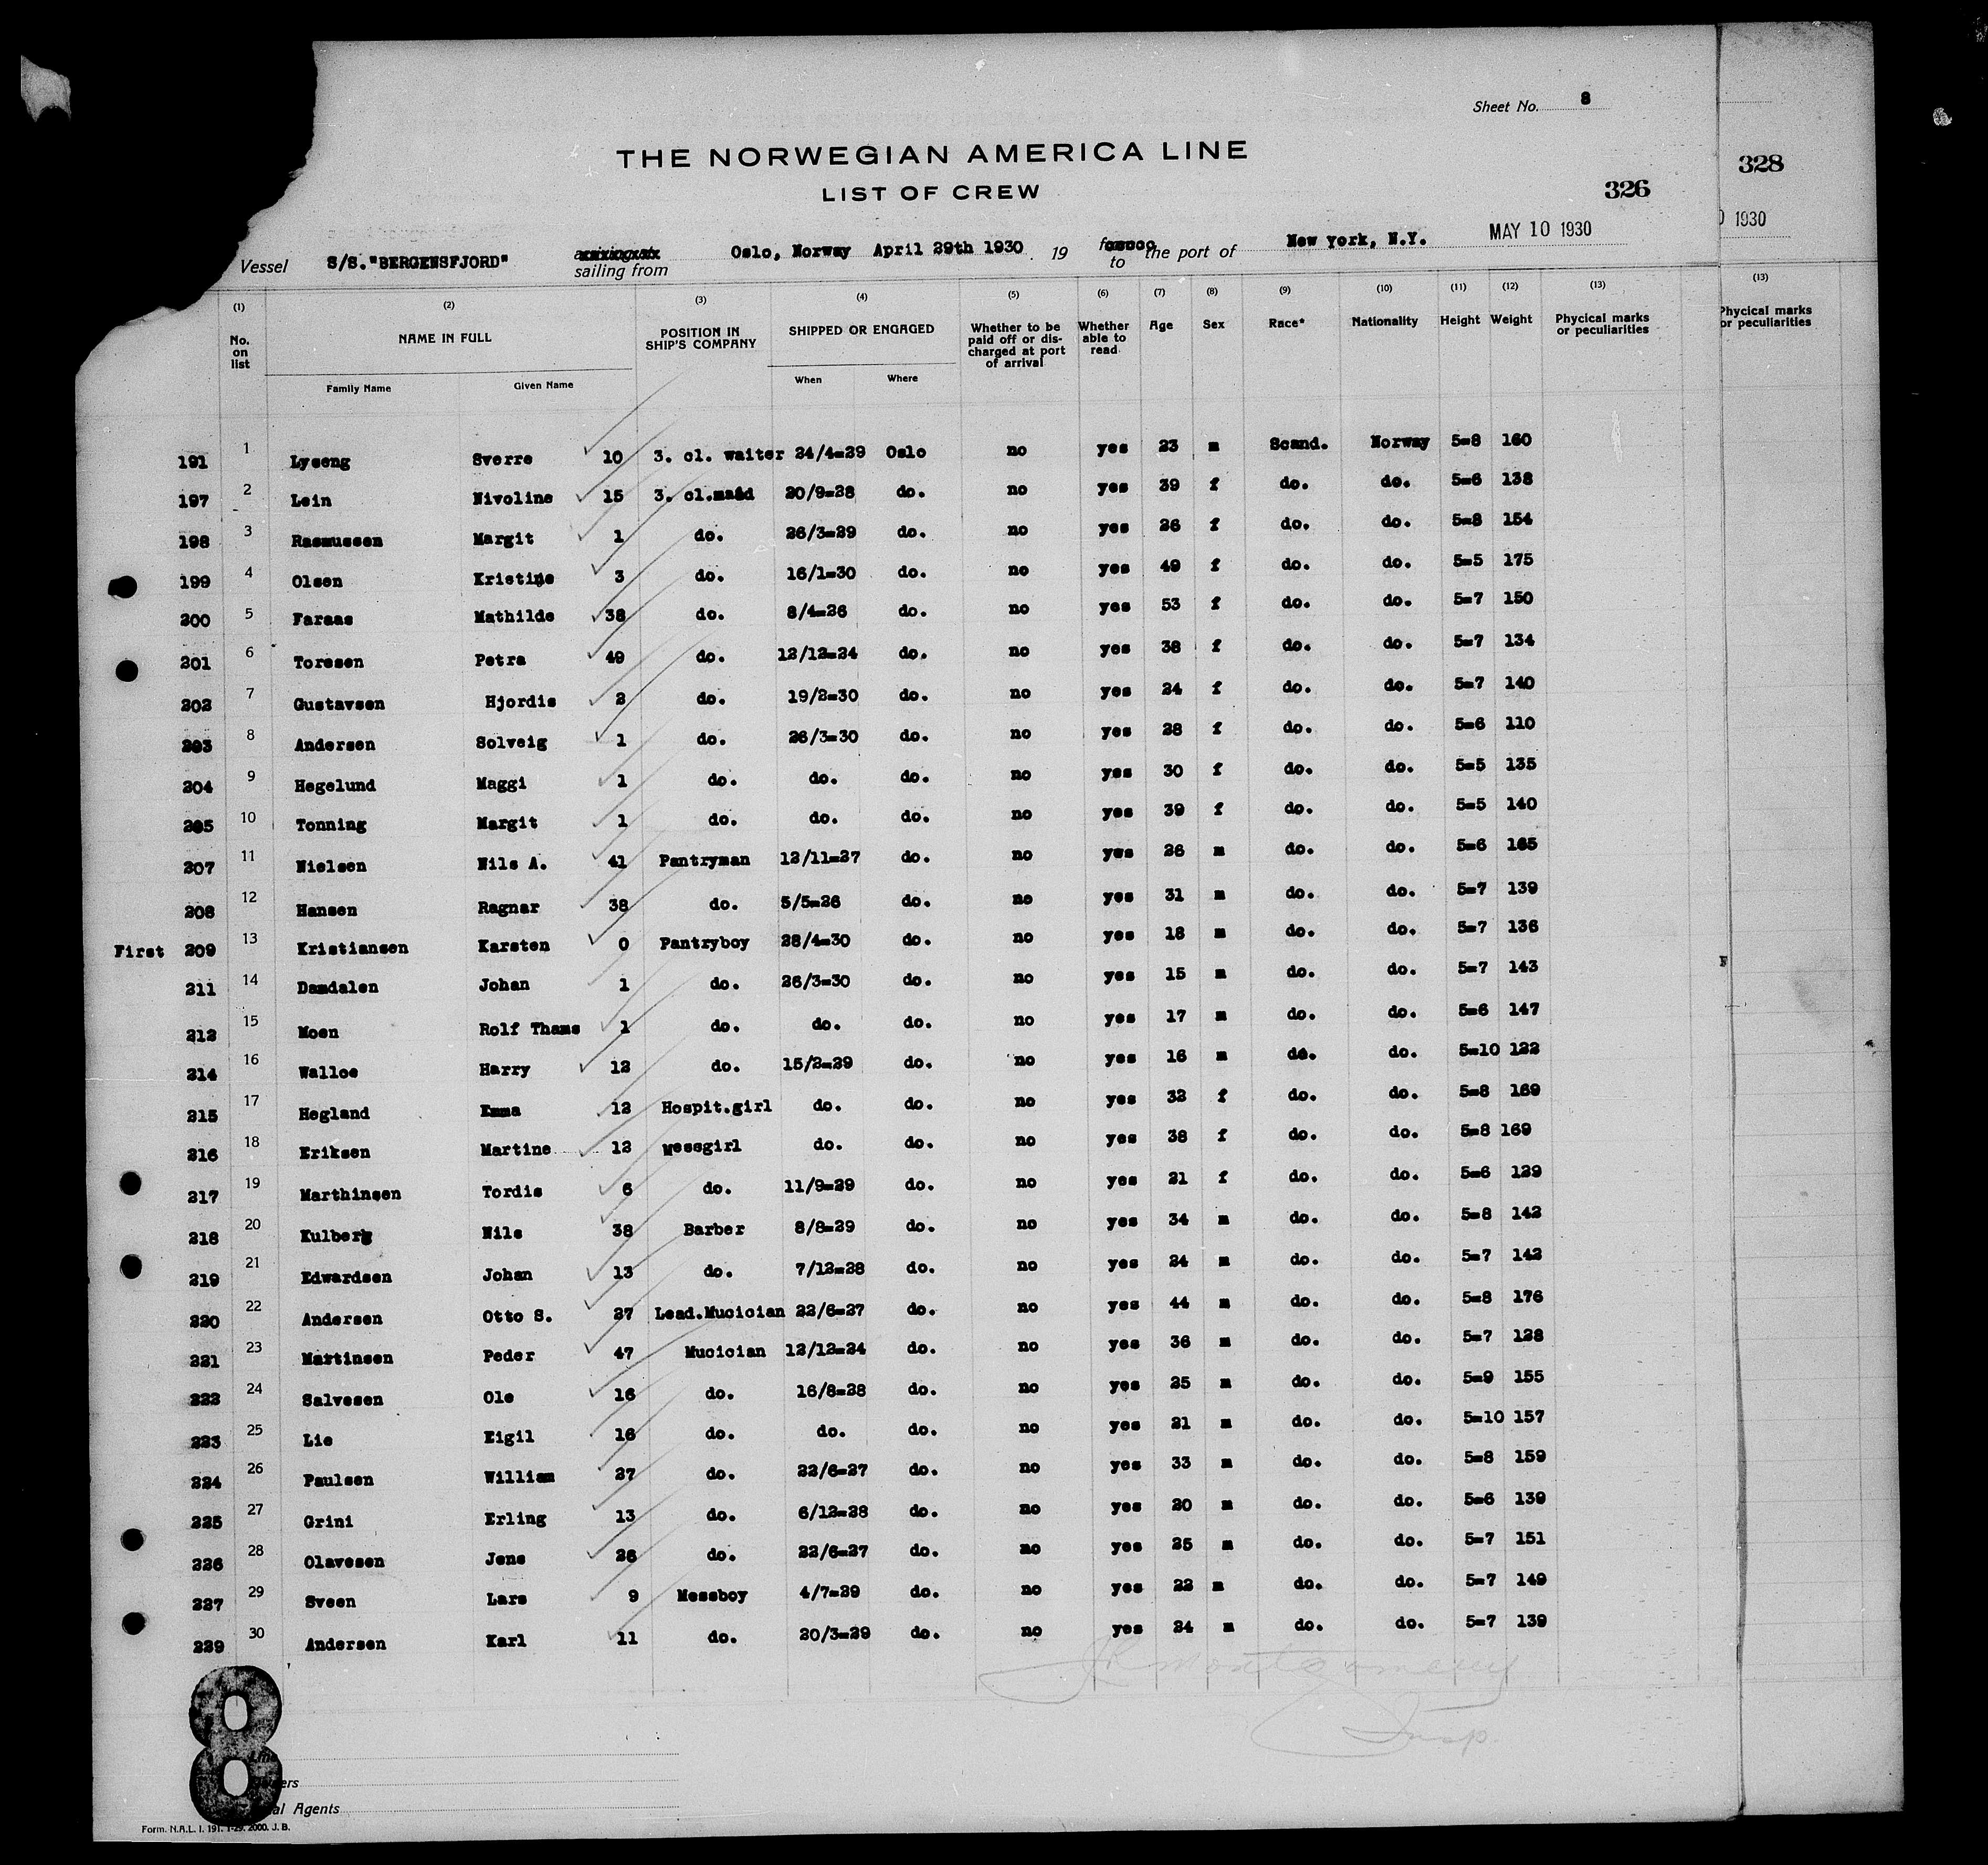 Sheet No. 8
THE NORWEGIAN AMERICA LINE
LIST OF CREW
326
328
Vessel S/S."BERGENSFJORD" sailing from Oslo, Norway April 29th 1930 . 19 to the port of New York, N.Y. MAY 10 1930
1930
(1) (2) (3) (4) (5) (6) (7) (8) (9) (10) (11) (12) (13) (13)
No. on list NAME IN FULL POSITION IN SHIP'S COMPANY SHIPPED OR ENGAGED Whether to be paid off or discharged at port of arrival Whether able to read Age Sex Race* Nationality Height Weight Phycical marks or peculiarities Phycical marks or peculiarities
Family Name Given Name When Where
191 1 Lyseng Sverre 10 3. cl. waiter 24/4=29 Oslo no yes 23 m Scand. Norway 5=8 160
197 2 Lein Nivoline 15 3. cl.maid 20/9=28 do. no yes 39 f do. do. 5=6 138
198 3 Rasmussen Margit 1 do. 26/3=29 do. no yes 26 f do. do. 5=8 154
199 4 Olsen Kristine 3 do. 16/1=30 do. no yes 49 f do. do. 5=5 175
200 5 Faraas Mathilde 38 do. 8/4=26 do. no yes 53 f do. do. 5=7 150
201 6 Toresen Petra 49 do. 12/12=24 do. no yes 38 f do. do. 5=7 134
202 7 Gustavsen Hjordis 2 do. 19/2=30 do. no yes 24 f do. do. 5=7 140
203 8 Andersen Solveig 1 do. 26/3=30 do. no yes 28 f do. do. 5=6 110
204 9 Hegelund Maggi 1 do. do. do. no yes 30 f do. do. 5=5 135
205 10 Tonning Margit 1 do. do. do. no yes 39 f do. do. 5=5 140
207 11 Nielsen Nils A. 41 Pantryman 12/11=27 do. no yes 26 m do. do. 5=6 165
208 12 Hansen Ragnar 38 do. 5/5=26 do. no yes 31 m do. do. 5=7 139
First 209 13 Kristiansen Karsten 0 Pantryboy 28/4=30 do. no yes 18 m do. do. 5=7 136
211 14 Damdalen Johan 1 do. 26/3=30 do. no yes 15 m do. do. 5=7 143
212 15 Moen Rolf Thams 1 do. do. do. no yes 17 m do. do. 5=6 147
214 16 Walloe Harry 12 do. 15/2=29 do. no yes 16 m do. do. 5=10 122
215 17 Hegland Emma 12 Hospit.girl do. do. no yes 32 f do. do. 5=8 169
216 18 Eriksen Martine 12 Messgirl do. do. no yes 38 f do. do. 5=8 169
217 19 Marthinsen Tordis 6 do. 11/9=29 do. no yes 21 f do. do. 5=6 129
218 20 Kulberg Nils 38 Barber 8/8=29 do. no yes 34 m do. do. 5=8 142
219 21 Edwardsen Johan 13 do. 7/12=28 do. no yes 24 m do. do. 5=7 142
220 22 Andersen Otto S. 27 Lead.Mucician 22/6=27 do. no yes 44 m do. do. 5=8 176
221 23 Martinsen Peder 47 Mucician 12/12=24 do. no yes 36 m do. do. 5=7 128
222 24 Salvesen Ole 16 do. 16/8=28 do. no yes 25 m do. do. 5=9 155
223 25 Lie Eigil 16 do. do. do. no yes 21 m do. do. 5=10 157
224 26 Paulsen William 27 do. 22/6=27 do. no yes 33 m do. do. 5=8 159
225 27 Grini Erling 13 do. 6/12=28 do. no yes 20 m do. do. 5=6 139
226 28 Olavesen Jens 26 do. 22/6=27 do. no yes 25 m do. do. 5=7 151
227 29 Sveen Lars 9 Messboy 4/7=29 do. no yes 22 m do. do. 5=7 149
229 30 Andersen Karl 11 do. 20/3=29 do. no yes 24 m do. do. 5=7 139
Montgomery
Insp.
8
Agents
Form. N.A.L. I. 191. 1-29. 2000. J. B.